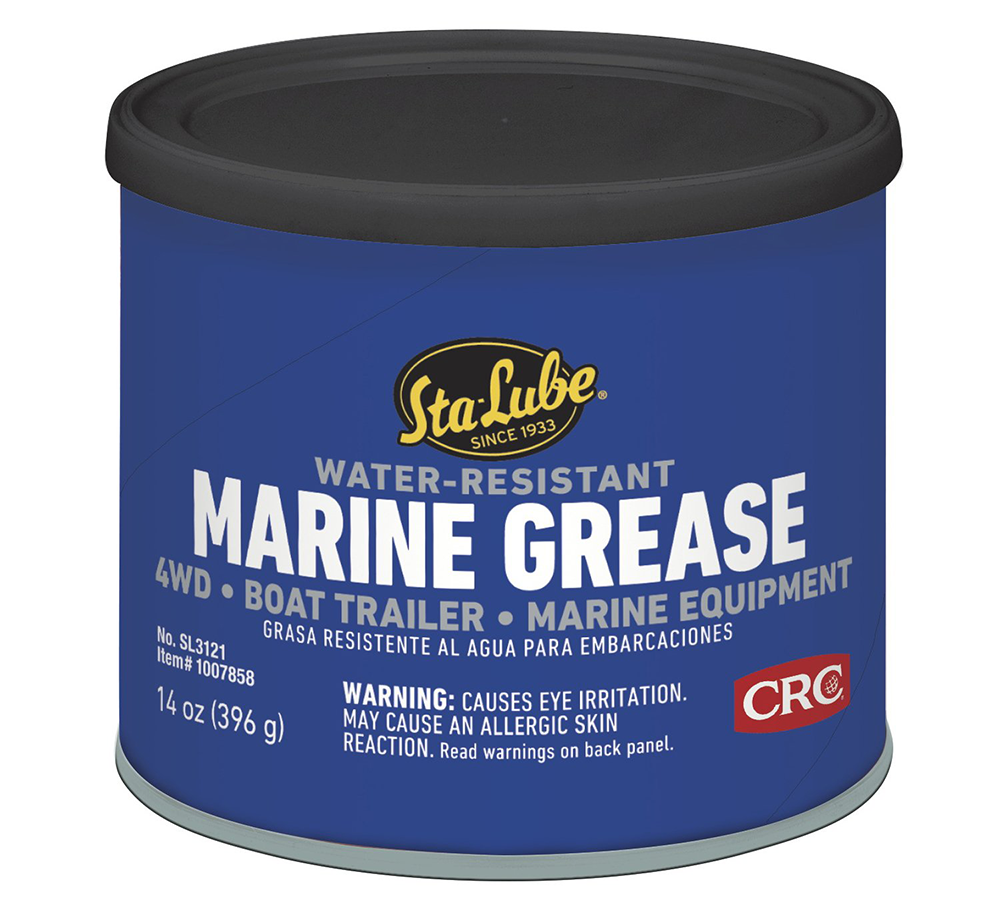 Sta-Lube®
SINCE 1933
WATER-RESISTANT
MARINE GREASE
4WD • BOAT TRAILER • MARINE EQUIPMENT
GRASA RESISTENTE AL AGUA PARA EMBARCACIONES
No. SL3121
Item# 1007858
14 oz (396 g)
WARNING: CAUSES EYE IRRITATION.
MAY CAUSE AN ALLERGIC SKIN
REACTION. Read warnings on back panel.
CRC®